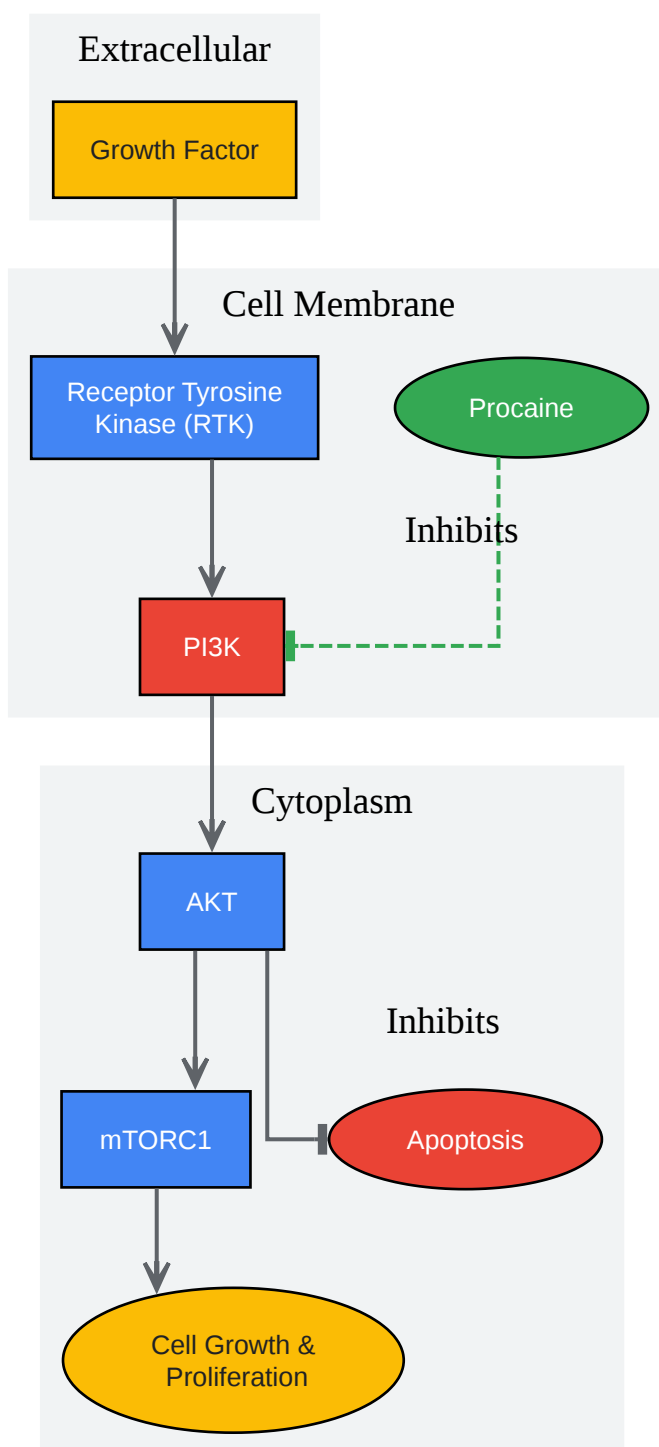 Extracellular
Growth Factor
Cell Membrane
Receptor Tyrosine
Kinase (RTK)
Procaine
Inhibits
PI3K
Cytoplasm
AKT
Inhibits
mTORC1
Apoptosis
Cell Growth &
Proliferation